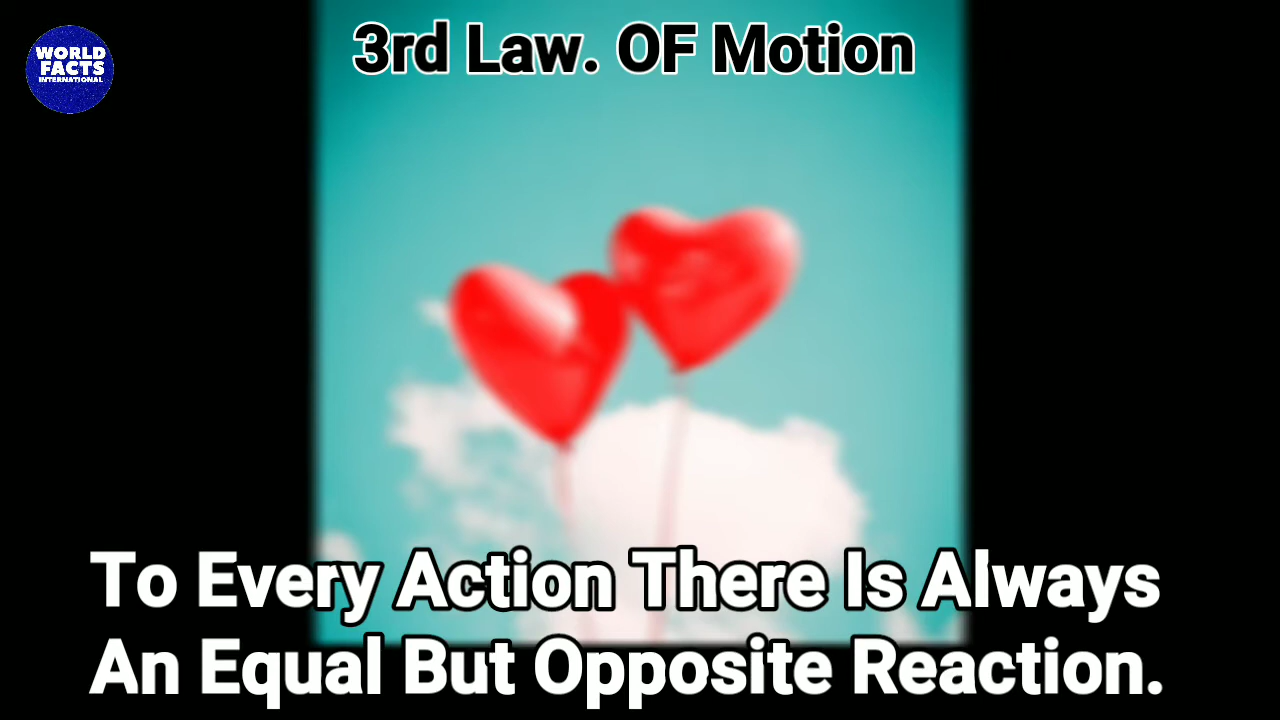 WORLD
FACTS
INTERNATIONAL
3rd Law. OF Motion
To Every Action There Is Always
An Equal But Opposite Reaction.